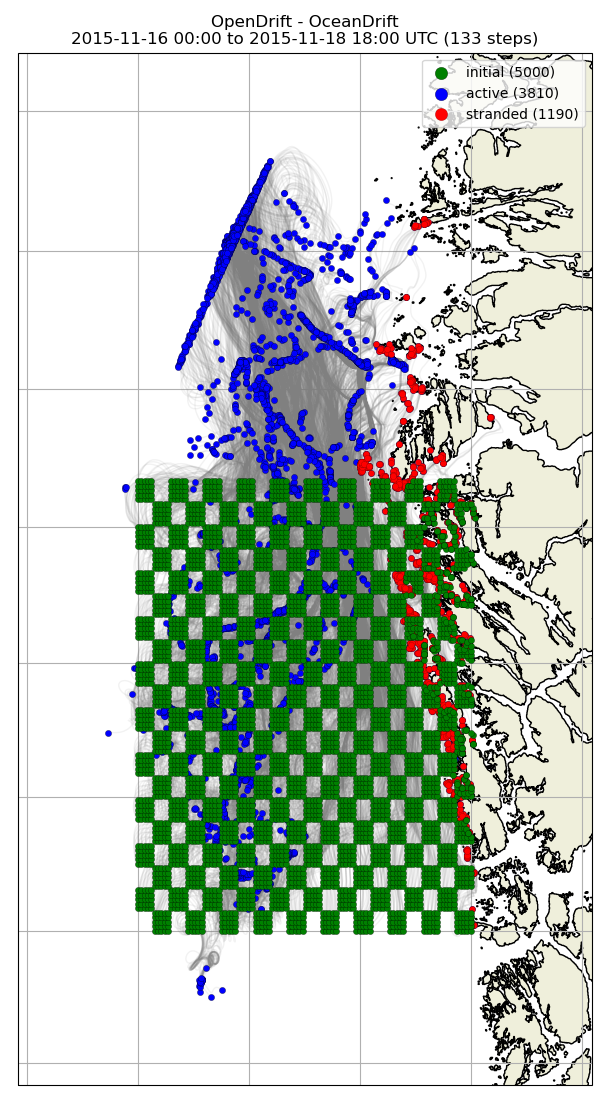 OpenDrift - OceanDrift
2015-11-16 00:00 to 2015-11-18 18:00 UTC (133 steps)
initial (5000)
active (3810)
stranded (1190)